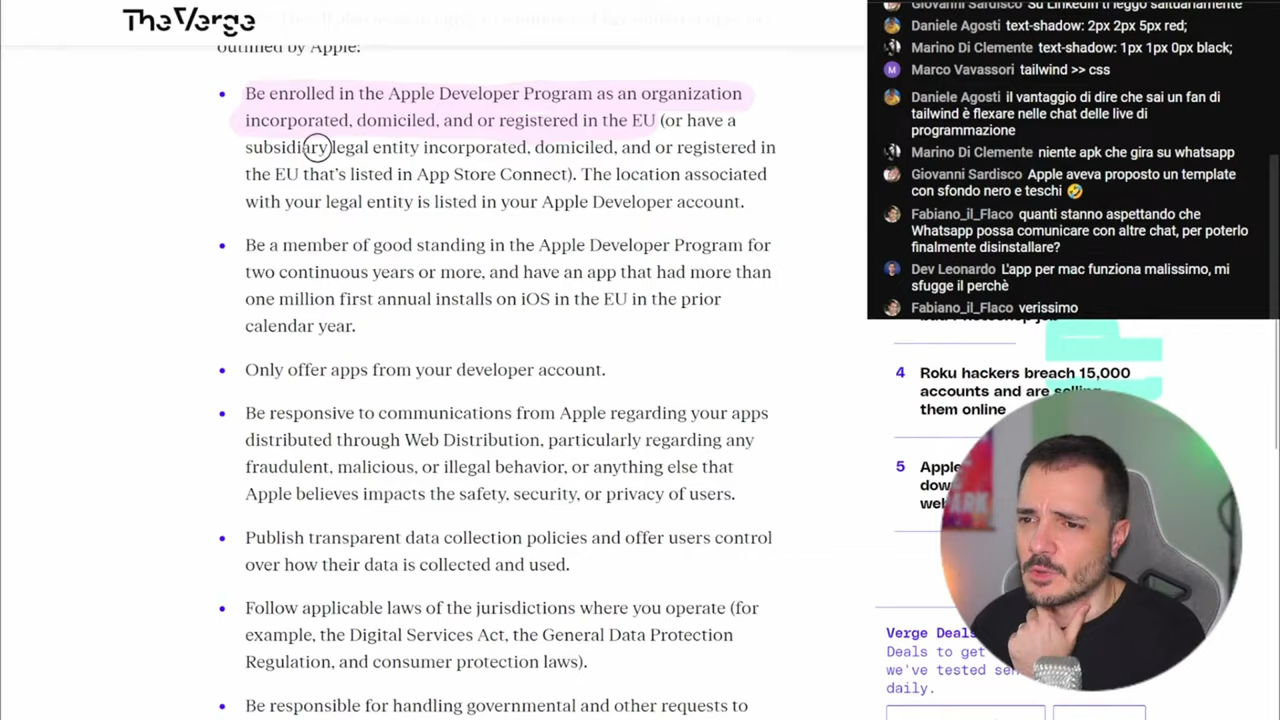 The Verge
outlined by Apple:
Be enrolled in the Apple Developer Program as an organization
incorporated, domiciled, and or registered in the EU (or have a
subsidiary legal entity incorporated, domiciled, and or registered in
the EU that's listed in App Store Connect). The location associated
with your legal entity is listed in your Apple Developer account.
Be a member of good standing in the Apple Developer Program for
two continuous years or more, and have an app that had more than
one million first annual installs on iOS in the EU in the prior
calendar year.
Only offer apps from your developer account.
Be responsive to communications from Apple regarding your apps
distributed through Web Distribution, particularly regarding any
fraudulent, malicious, or illegal behavior, or anything else that
Apple believes impacts the safety, security, or privacy of users.
Publish transparent data collection policies and offer users control
over how their data is collected and used.
Follow applicable laws of the jurisdictions where you operate (for
example, the Digital Services Act, the General Data Protection
Regulation, and consumer protection laws).
Be responsible for handling governmental and other requests to
Giovanni Sardisco Su Linkedin ti leggo saltuariamente
Daniele Agosti text-shadow: 2px 2px 5px red;
Marino Di Clemente text-shadow: 1px 1px 0px black;
M Marco Vavassori tailwind >> css
Daniele Agosti il vantaggio di dire che sai un fan di
tailwind è flexare nelle chat delle live di
programmazione
Marino Di Clemente niente apk che gira su whatsapp
Giovanni Sardisco Apple aveva proposto un template
con sfondo nero e teschi 🤣
Fabiano_il_Flaco quanti stanno aspettando che
Whatsapp possa comunicare con altre chat, per poterlo
finalmente disinstallare?
Dev Leonardo L'app per mac funziona malissimo, mi
sfugge il perchè
Fabiano_il_Flaco verissimo
4 Roku hackers breach 15,000
accounts and are selling
them online
5 Apple
Verge Deals
Deals to get
we've tested
daily.